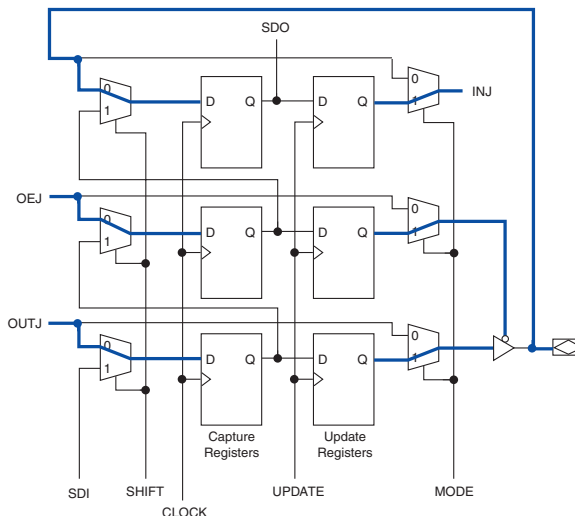 SDO
0
1
D Q
D Q
0
1
INJ
OEJ
0
1
D Q
D Q
0
1
OUTJ
0
1
D Q
D Q
0
1
Capture
Registers
Update
Registers
SDI
SHIFT
CLOCK
UPDATE
MODE